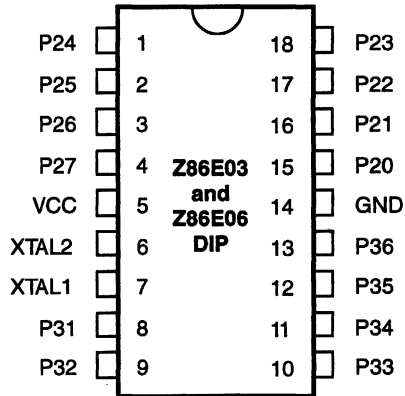 P24 1 18 P23
P25 2 17 P22
P26 3 16 P21
P27 4 Z86E03 15 P20
and
VCC 5 Z86E06 14 GND
XTAL2 6 DIP 13 P36
XTAL1 7 12 P35
P31 8 11 P34
P32 9 10 P33